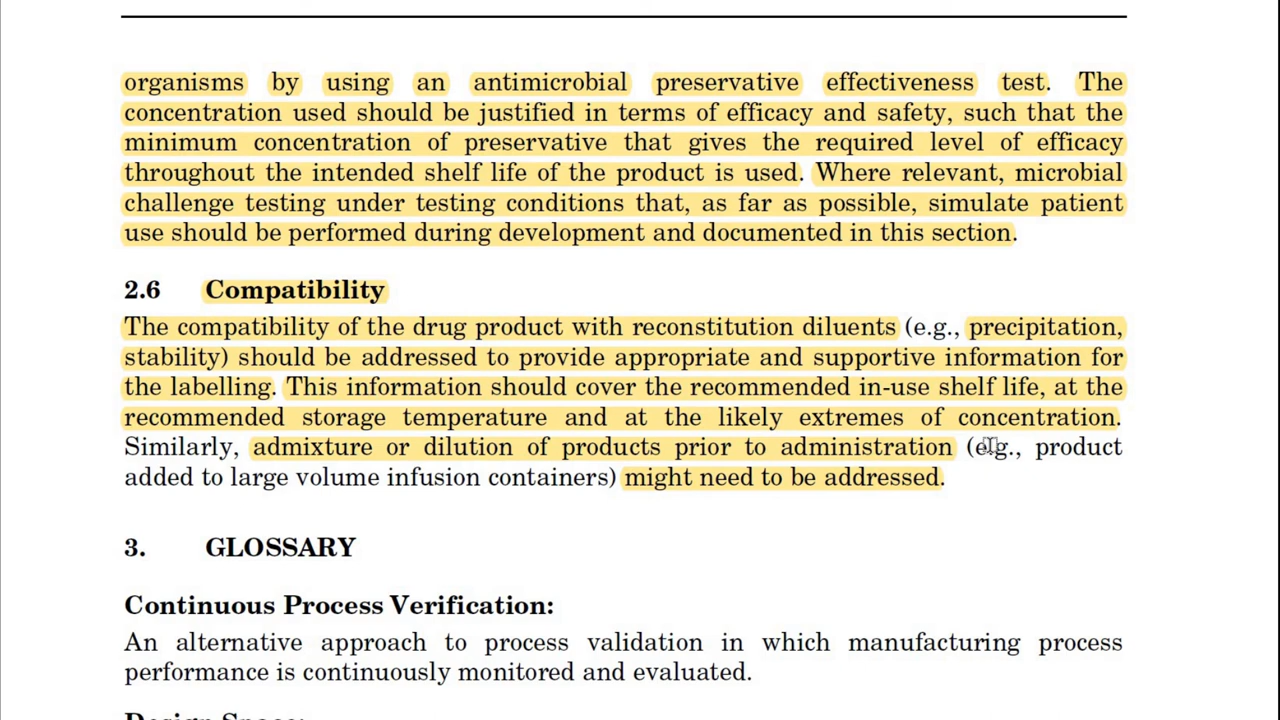 organisms by using an antimicrobial preservative effectiveness test. The
concentration used should be justified in terms of efficacy and safety, such that the
minimum concentration of preservative that gives the required level of efficacy
throughout the intended shelf life of the product is used. Where relevant, microbial
challenge testing under testing conditions that, as far as possible, simulate patient
use should be performed during development and documented in this section.
2.6 Compatibility
The compatibility of the drug product with reconstitution diluents (e.g., precipitation,
stability) should be addressed to provide appropriate and supportive information for
the labelling. This information should cover the recommended in-use shelf life, at the
recommended storage temperature and at the likely extremes of concentration.
Similarly, admixture or dilution of products prior to administration (e.g., product
added to large volume infusion containers) might need to be addressed.
3. GLOSSARY
Continuous Process Verification:
An alternative approach to process validation in which manufacturing process
performance is continuously monitored and evaluated.
Design Space: